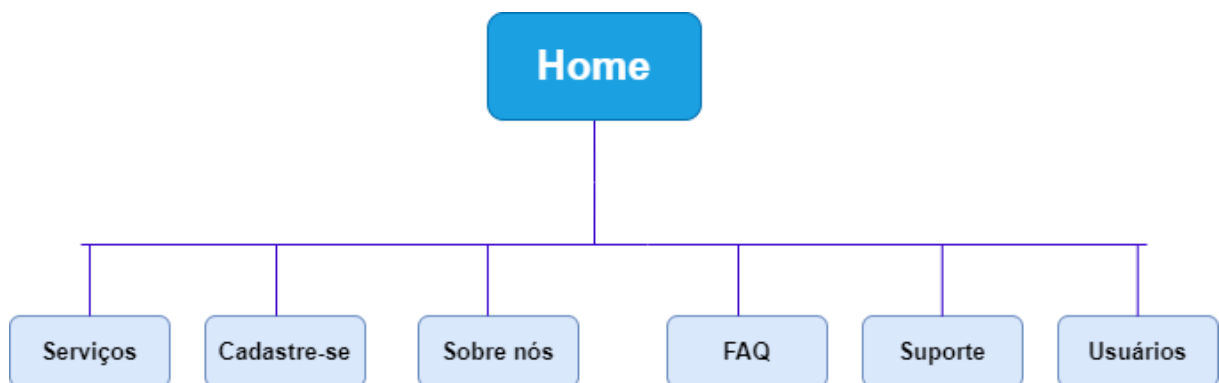 Home
Serviços
Cadastre-se
Sobre nós
FAQ
Suporte
Usuários